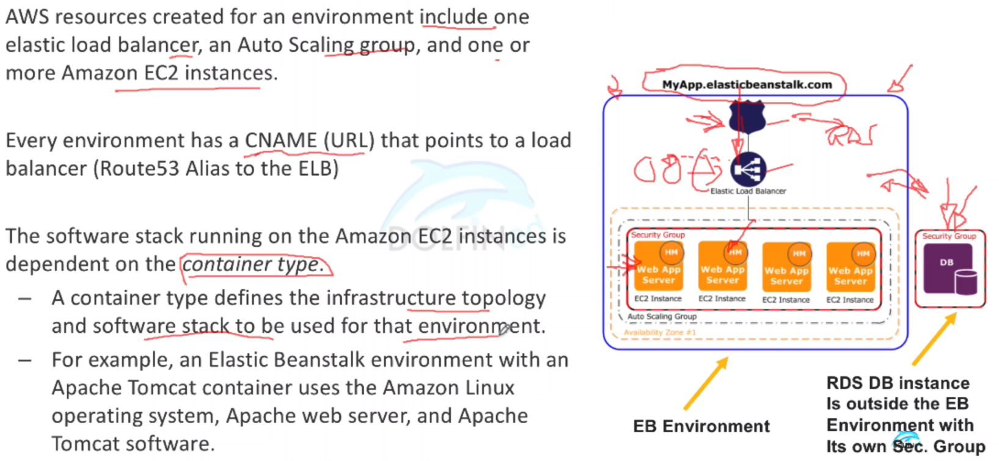 AWS resources created for an environment include one
elastic load balancer, an Auto Scaling group, and one or
more Amazon EC2 instances.
Every environment has a CNAME (URL) that points to a load
balancer (Route53 Alias to the ELB)
The software stack running on the Amazon EC2 instances is
dependent on the container type.
– A container type defines the infrastructure topology
and software stack to be used for that environment.
– For example, an Elastic Beanstalk environment with an
Apache Tomcat container uses the Amazon Linux
operating system, Apache web server, and Apache
Tomcat software.
DOLFINed
MyApp.elasticbeanstalk.com
Elastic Load Balancer
Security Group
HM HM HM HM
Web App Web App Web App Web App
Server Server Server Server
EC2 Instance EC2 Instance EC2 Instance EC2 Instance
Auto Scaling Group
Availability Zone #1
Security Group
DB
EB Environment
RDS DB instance
Is outside the EB
Environment with
Its own Sec. Group